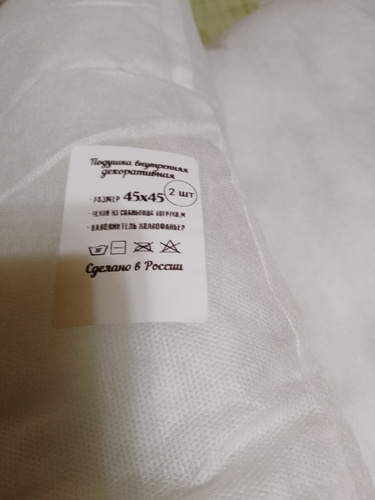 Подушка внутренняя
декоративная
· РАЗМЕР 45х45 2 шт
· ЧЕХОЛ ИЗ СПАНБОНДА
· НАПОЛНИТЕЛЬ ХОЛЛОФАЙБЕР
Сделано в России